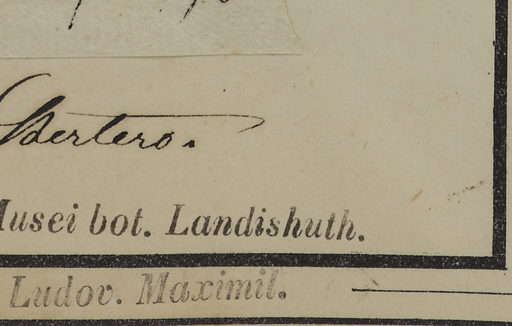 Bertero.
Musei bot. Landishuth.
Ludov. Maximil.